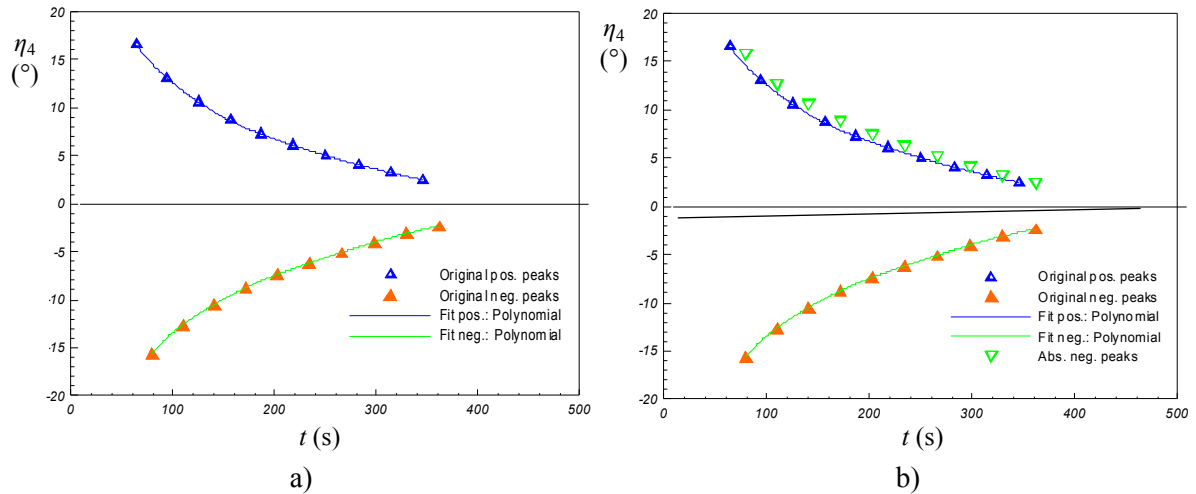 20
15
10
5
0
-5
·10
·15
-20
0
100
200
300
400
500
η4
(°)
t (s)
Original pos. peaks
Original neg. peaks
Fit pos.: Polynomial
Fit neg.: Polynomial
a)
20
15
10
5
0
-5
-10
-15
-20
0
100
200
300
400
500
η4
(°)
t (s)
Original pos. peaks
Original neg. peaks
Fit pos.: Polynomial
Fit neg.: Polynomial
Abs. neg. peaks
b)